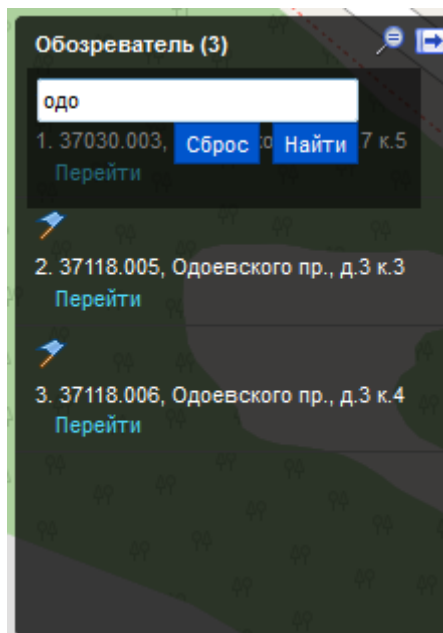 Обозреватель (3)
одо
1. 37030.003, 7 к.5
Сброс Найти
Перейти
2. 37118.005, Одоевского пр., д.3 к.3
Перейти
3. 37118.006, Одоевского пр., д.3 к.4
Перейти